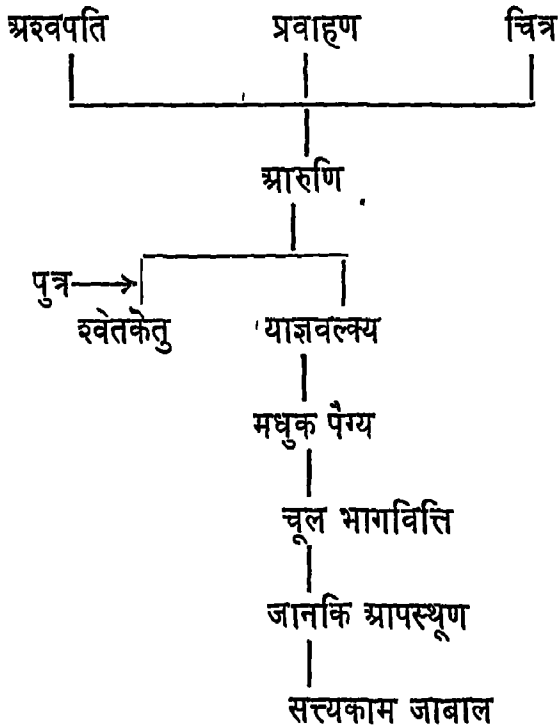 अश्वपति प्रवाहण चित्र
आरुणि
पुत्र
श्वेतकेतु याज्ञवल्क्य
मधुक पैग्य
चूल भागवित्ति
जानकि आपस्थूण
सत्त्यकाम जाबाल